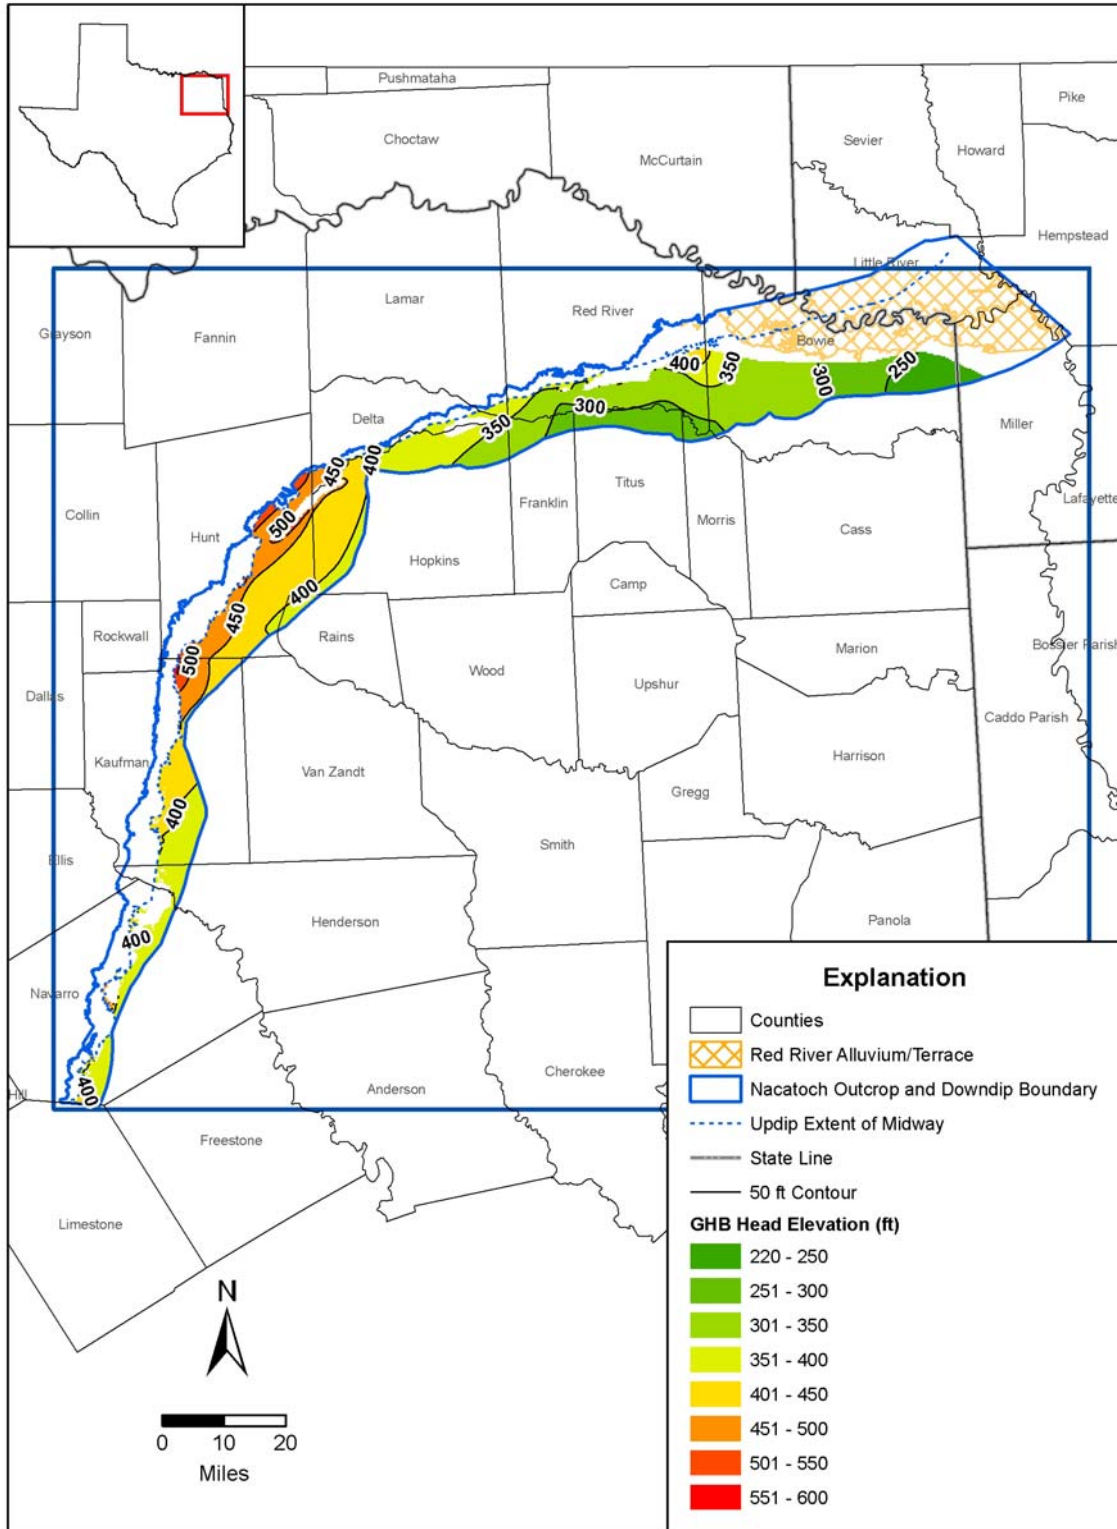 Pushmataha
Pike
Choctaw
Sevier
Howard
McCurtain
Hempstead
Little River
Lamar
Red River
Grayson
Fannin
Bowie
400
350
300
250
300
Delta
350
Miller
400
450
Titus
Lafayette
Franklin
Morris
Collin
500
Hunt
Cass
Hopkins
Camp
400
450
Rockwall
Rains
Marion
Bossier Parish
500
Wood
Upshur
Dallas
Caddo Parish
Kaufman
Van Zandt
Harrison
Gregg
400
Smith
Ellis
Henderson
Panola
400
Navarro
Cherokee
Anderson
400
Hill
Freestone
Limestone
N
0 10 20
Miles
Explanation
Counties
Red River Alluvium/Terrace
Nacatoch Outcrop and Downdip Boundary
Updip Extent of Midway
State Line
50 ft Contour
GHB Head Elevation (ft)
220 - 250
251 - 300
301 - 350
351 - 400
401 - 450
451 - 500
501 - 550
551 - 600